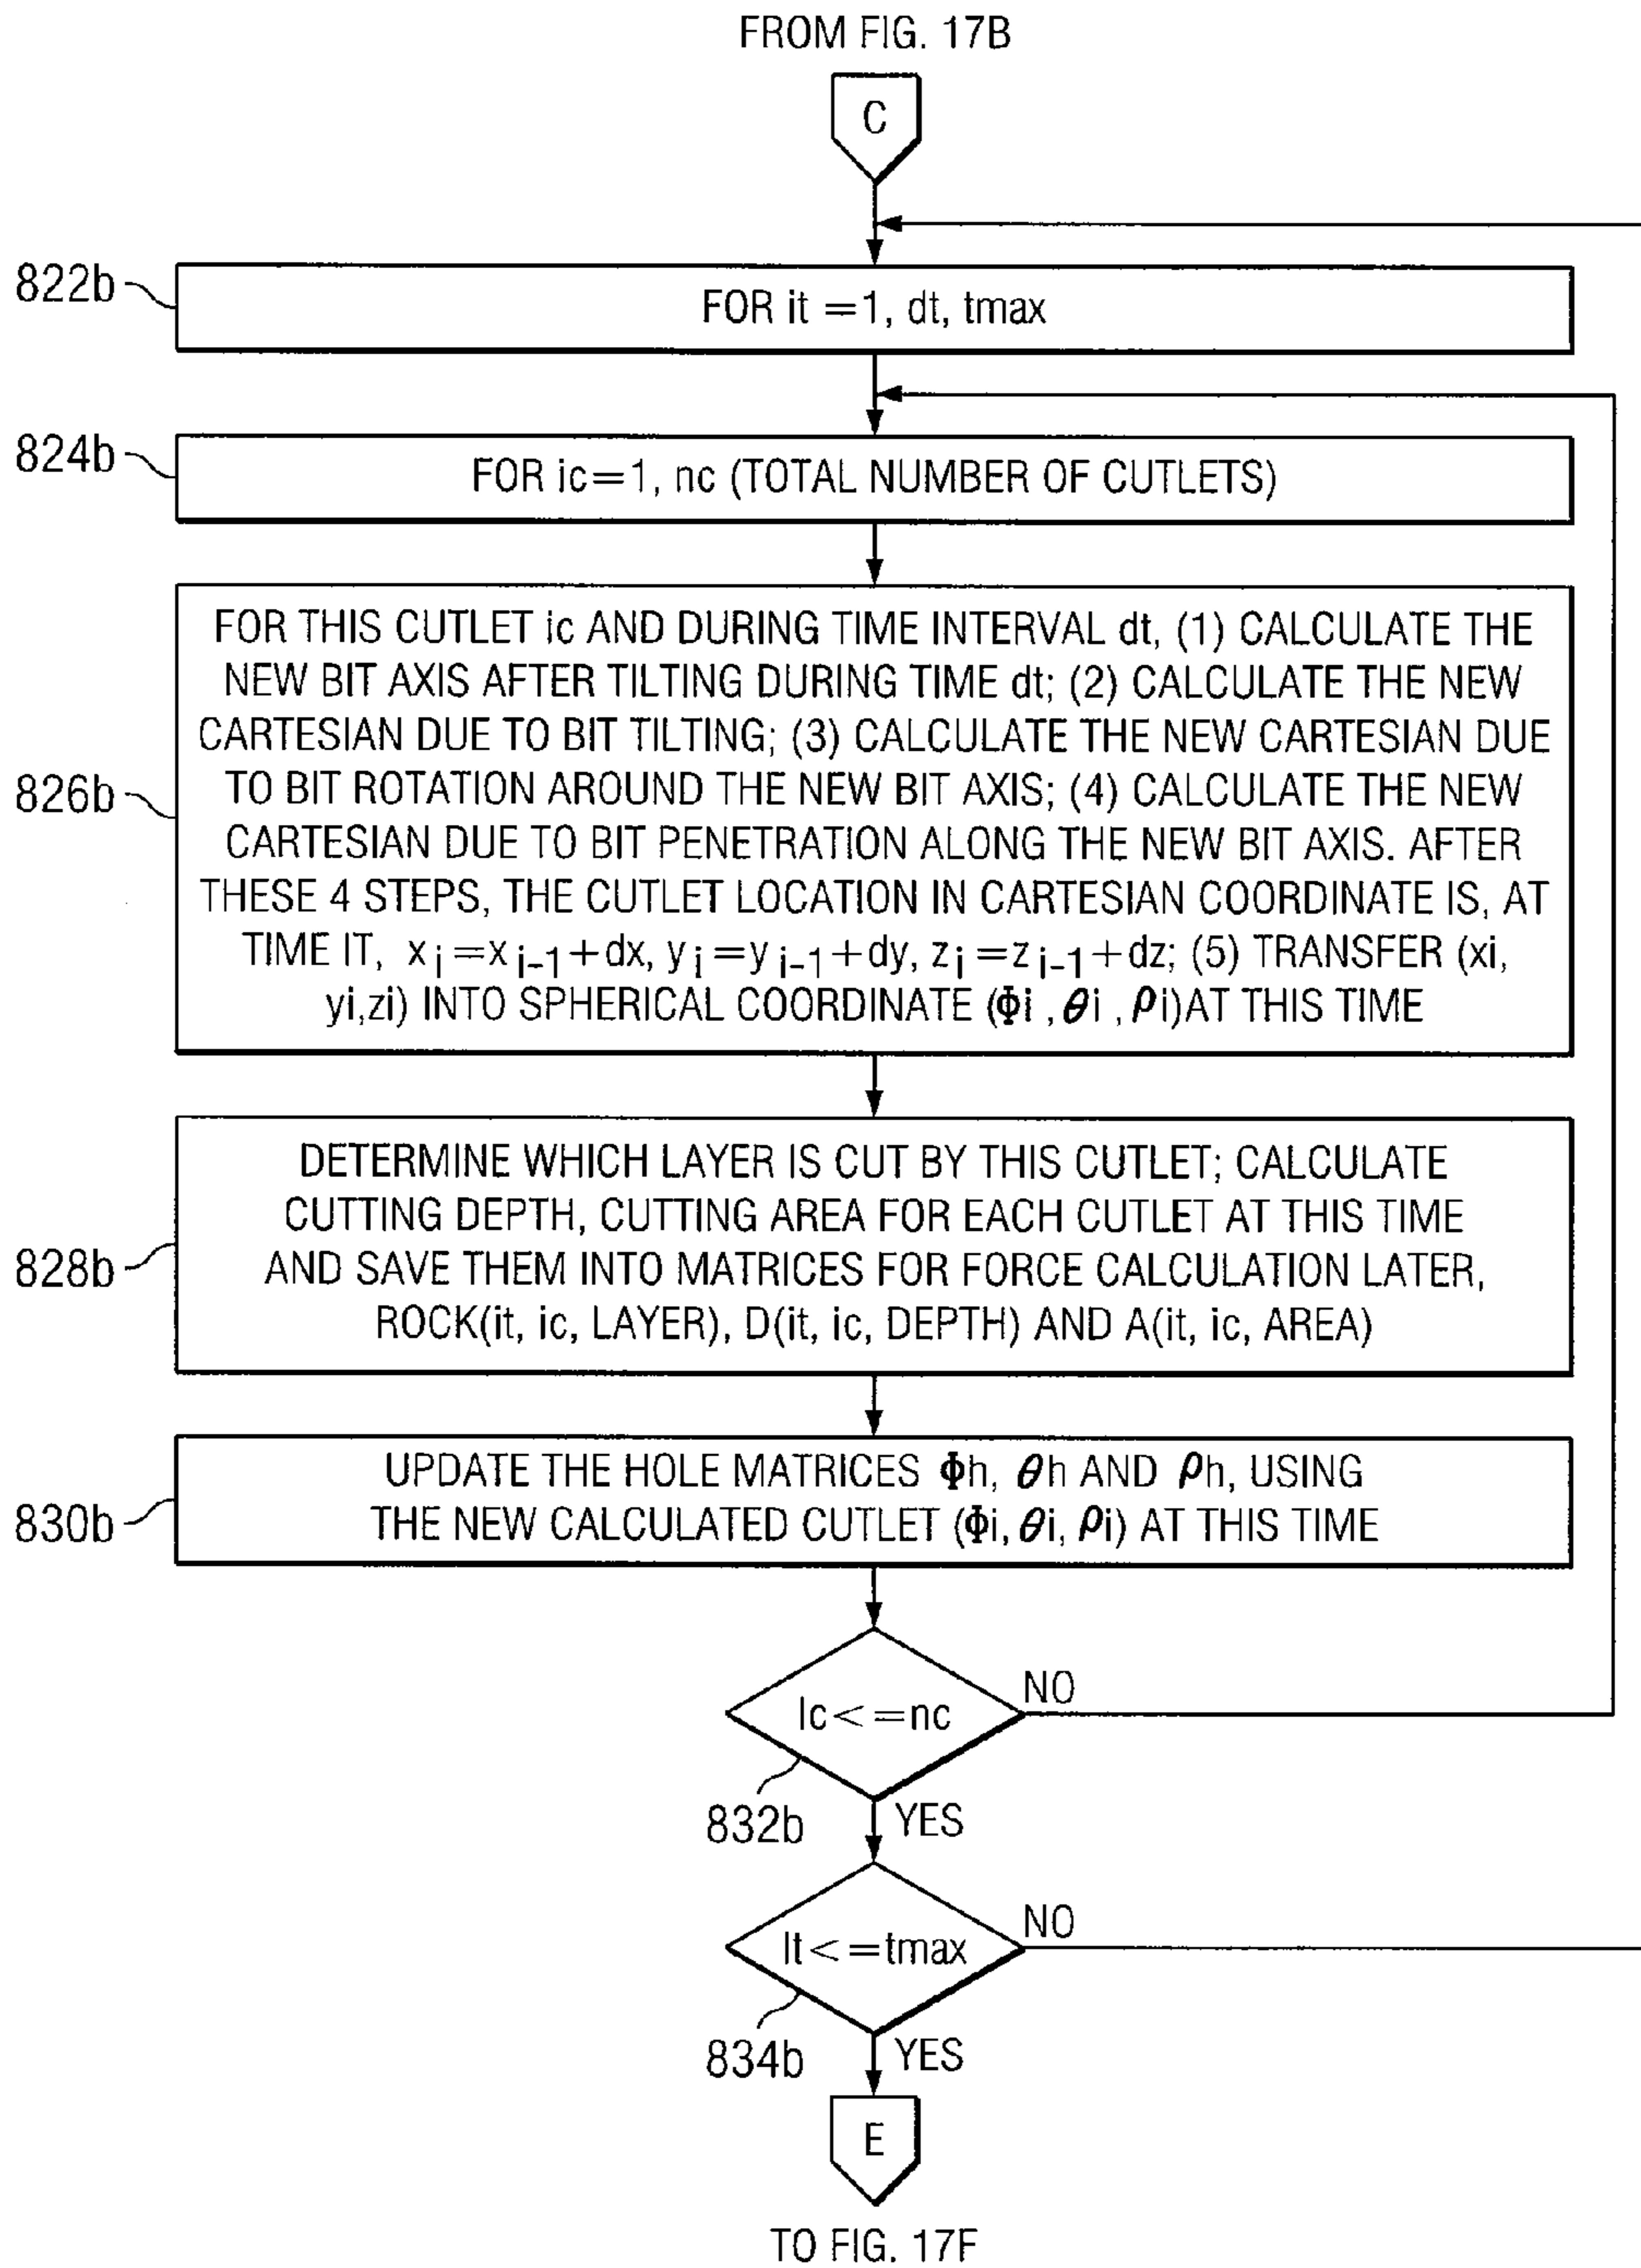 FROM FIG. 17B
C
822b
FOR it =1, dt, tmax
824b
FOR ic=1, nc (TOTAL NUMBER OF CUTLETS)
826b
FOR THIS CUTLET ic AND DURING TIME INTERVAL dt, (1) CALCULATE THE
NEW BIT AXIS AFTER TILTING DURING TIME dt; (2) CALCULATE THE NEW
CARTESIAN DUE TO BIT TILTING; (3) CALCULATE THE NEW CARTESIAN DUE
TO BIT ROTATION AROUND THE NEW BIT AXIS; (4) CALCULATE THE NEW
CARTESIAN DUE TO BIT PENETRATION ALONG THE NEW BIT AXIS. AFTER
THESE 4 STEPS, THE CUTLET LOCATION IN CARTESIAN COORDINATE IS, AT
TIME IT, x i =x i-1 +dx, y i =y i-1 +dy, z i =z i-1 +dz; (5) TRANSFER (xi,
yi,zi) INTO SPHERICAL COORDINATE (Φi ,θi , ρi)AT THIS TIME
828b
DETERMINE WHICH LAYER IS CUT BY THIS CUTLET; CALCULATE
CUTTING DEPTH, CUTTING AREA FOR EACH CUTLET AT THIS TIME
AND SAVE THEM INTO MATRICES FOR FORCE CALCULATION LATER,
ROCK(it, ic, LAYER), D(it, ic, DEPTH) AND A(it, ic, AREA)
830b
UPDATE THE HOLE MATRICES Φh, θh AND ρh, USING
THE NEW CALCULATED CUTLET (Φi, θi, ρi) AT THIS TIME
Ic<=nc
NO
832b
YES
It<=tmax
NO
834b
YES
E
TO FIG. 17F